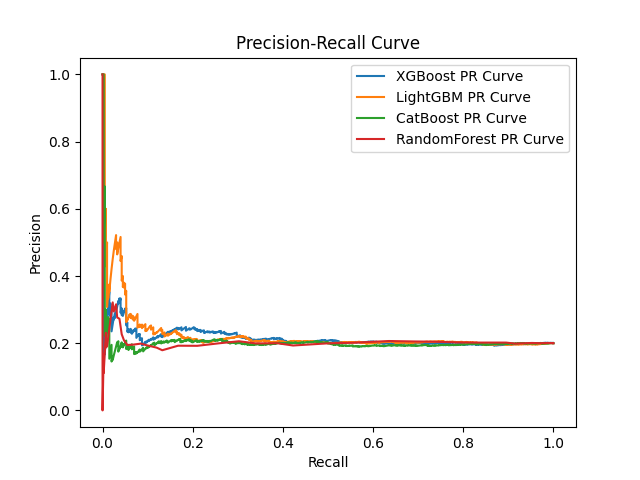 Precision-Recall Curve
XGBoost PR Curve
LightGBM PR Curve
CatBoost PR Curve
RandomForest PR Curve
Precision
1.0
0.8
0.6
0.4
0.2
0.0
0.0 0.2 0.4 0.6 0.8 1.0
Recall